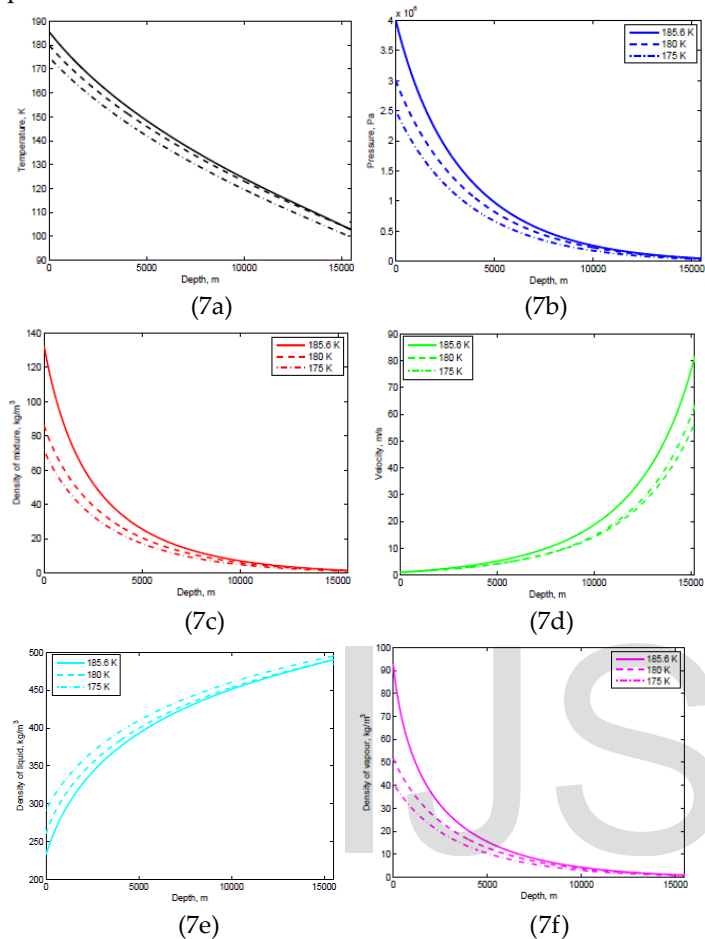 190
180
170
160
150
140
130
120
110
100
90
Temperature, K
0
5000
10000
15000
Depth, m
(7a)
x 10⁶
4
3.5
3
2.5
2
1.5
1
0.5
0
Pressure, Pa
185.6 K
180 K
175 K
0
5000
10000
15000
Depth, m
(7b)
140
120
100
80
60
40
20
0
Density of mixture, kg/m³
185.6 K
180 K
175 K
0
5000
10000
15000
Depth, m
(7c)
90
80
70
60
50
40
30
20
10
0
Velocity, m/s
185.6 K
180 K
175 K
0
5000
10000
15000
Depth, m
(7d)
500
450
400
350
300
250
200
Density of liquid, kg/m³
185.6 K
180 K
175 K
0
5000
10000
15000
Depth, m
(7e)
100
90
80
70
60
50
40
30
20
10
0
Density of vapour, kg/m³
185.6 K
180 K
175 K
0
5000
10000
15000
Depth, m
(7f)
IJS